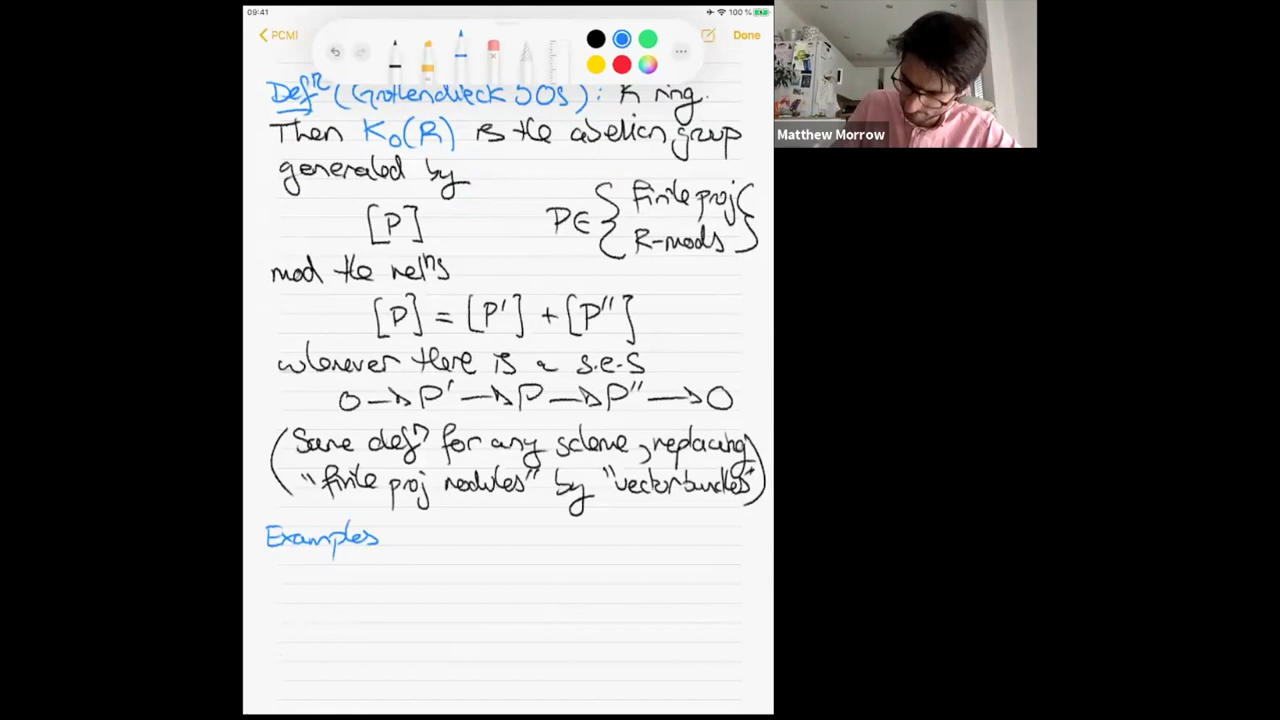 09:41
100 %
PCMI
Done
Defⁿ (Grothendieck 50s): R ring.
Then K₀(R) is the abelian group
generated by
[P] P ∈ { finite proj R-mods }
mod the relⁿs
[P] = [P'] + [P'']
whenever there is a s.e.s
0 → P' → P → P'' → 0
(Same defⁿ for any scheme, replacing
"finite proj modules" by "vector bundles")
Examples
Matthew Morrow